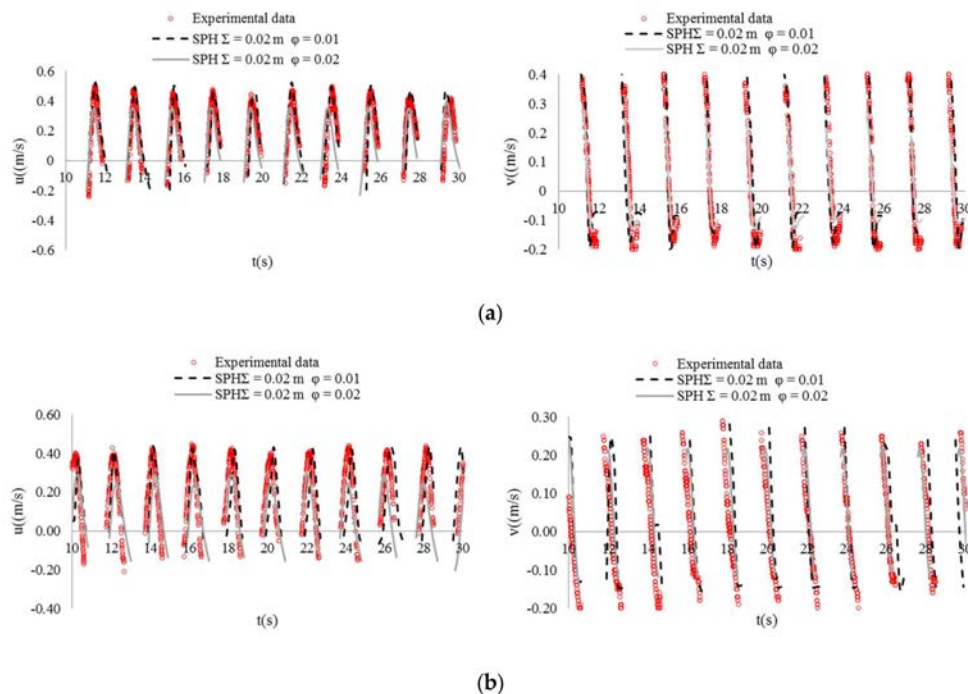 Experimental data
SPH Σ = 0.02 m φ = 0.01
SPH Σ = 0.02 m φ = 0.02
0.6
0.4
0.2
0
-0.2
-0.4
-0.6
10 12 14 16 18 20 22 24 26 28 30
u((m/s)
t(s)
Experimental data
SPHΣ = 0.02 m φ = 0.01
SPH Σ = 0.02 m φ = 0.02
0.4
0.3
0.2
0.1
0
-0.1
-0.2
10 12 14 16 18 20 22 24 26 28 30
v((m/s)
t(s)
(a)
Experimental data
SPHΣ = 0.02 m φ = 0.01
SPH Σ = 0.02 m φ = 0.02
0.60
0.40
0.20
0.00
-0.20
-0.40
10 12 14 16 18 20 22 24 26 28 30
u((m/s)
t(s)
Experimental data
SPHΣ = 0.02 m φ = 0.01
SPH Σ = 0.02 m φ = 0.02
0.30
0.20
0.10
0.00
-0.10
-0.20
10 12 14 16 18 20 22 24 26 28 30
v((m/s)
t(s)
(b)